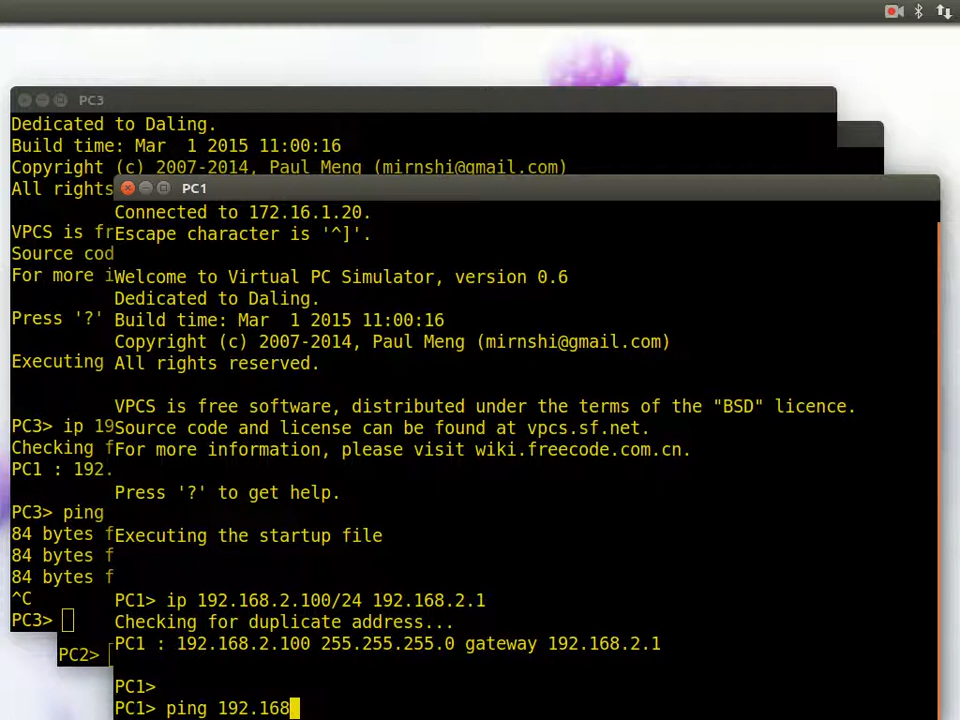 PC3
Dedicated to Daling.
Build time: Mar  1 2015 11:00:16
Copyright (c) 2007-2014, Paul Meng (mirnshi@gmail.com)
All rights
VPCS is fr
Source cod
For more i
Press '?'
Executing
PC3> ip 19
Checking f
PC1 : 192.
PC3> ping
84 bytes f
84 bytes f
84 bytes f
^C
PC3>
PC2>
PC1
Connected to 172.16.1.20.
Escape character is '^]'.
Welcome to Virtual PC Simulator, version 0.6
Dedicated to Daling.
Build time: Mar  1 2015 11:00:16
Copyright (c) 2007-2014, Paul Meng (mirnshi@gmail.com)
All rights reserved.
VPCS is free software, distributed under the terms of the "BSD" licence.
Source code and license can be found at vpcs.sf.net.
For more information, please visit wiki.freecode.com.cn.
Press '?' to get help.
Executing the startup file
PC1> ip 192.168.2.100/24 192.168.2.1
Checking for duplicate address...
PC1 : 192.168.2.100 255.255.255.0 gateway 192.168.2.1
PC1>
PC1> ping 192.168